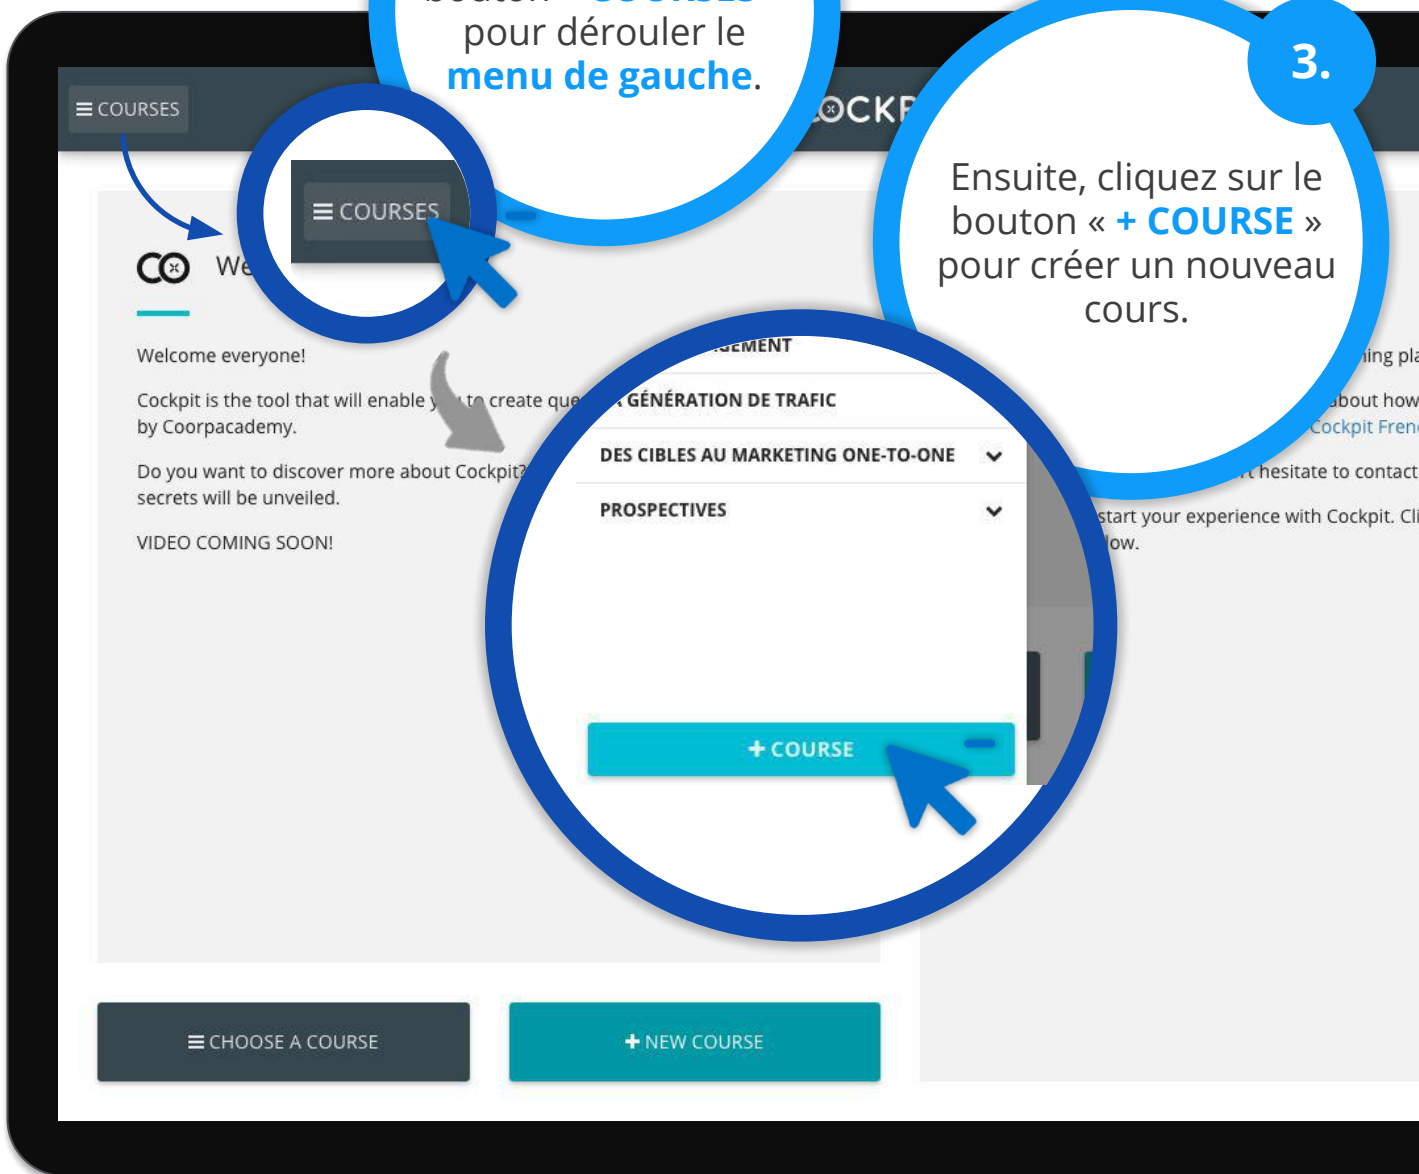 bouton COURSES
pour dérouler le
menu de gauche.
3.
Ensuite, cliquez sur le
bouton « + COURSE »
pour créer un nouveau
cours.
COURSES
COURSES
Welcome everyone!
Cockpit is the tool that will enable to create
by Coorpacademy.
Do you want to discover more about Cockpit?
secrets will be unveiled.
VIDEO COMING SOON!
GÉNÉRATION DE TRAFIC
DES CIBLES AU MARKETING ONE-TO-ONE
PROSPECTIVES
+ COURSE
about how
Cockpit
hesitate to contact
start your experience with Cockpit.
CHOOSE A COURSE
+ NEW COURSE